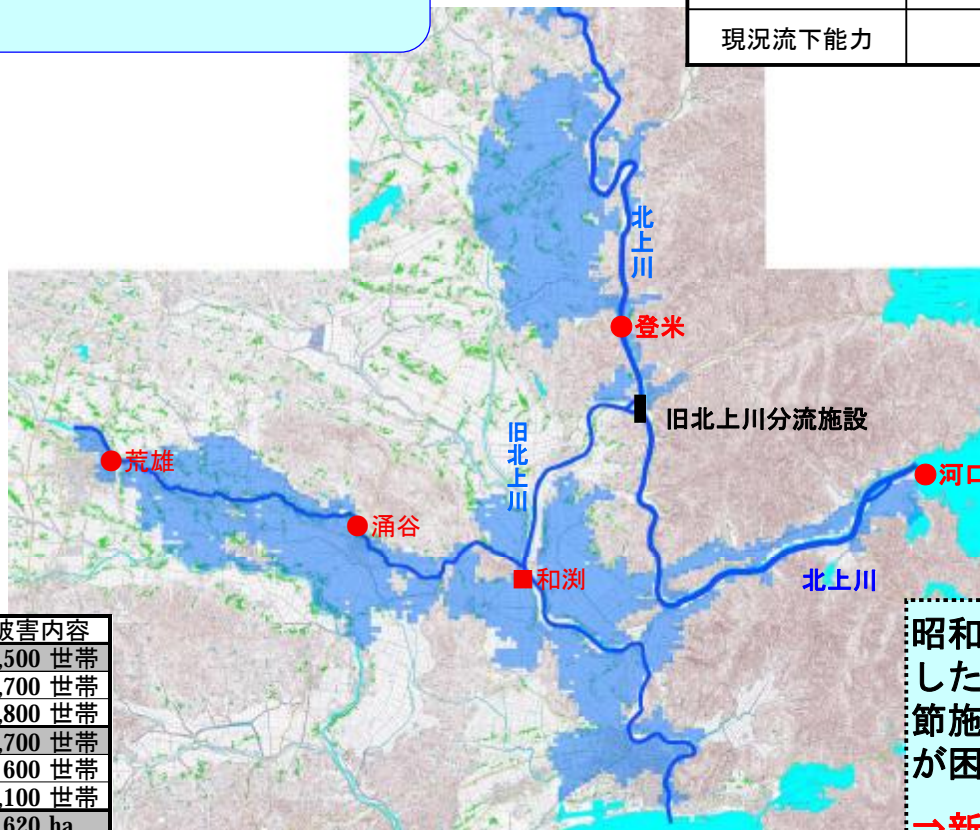 現況流下能力
北上川
登米
旧北上川分流施設
旧北上川
荒雄
涌谷
河口
和渕
北上川
被害内容
,500 世帯
,700 世帯
,800 世帯
,700 世帯
600 世帯
,100 世帯
620 ha
昭和
した
節施
が困
→新